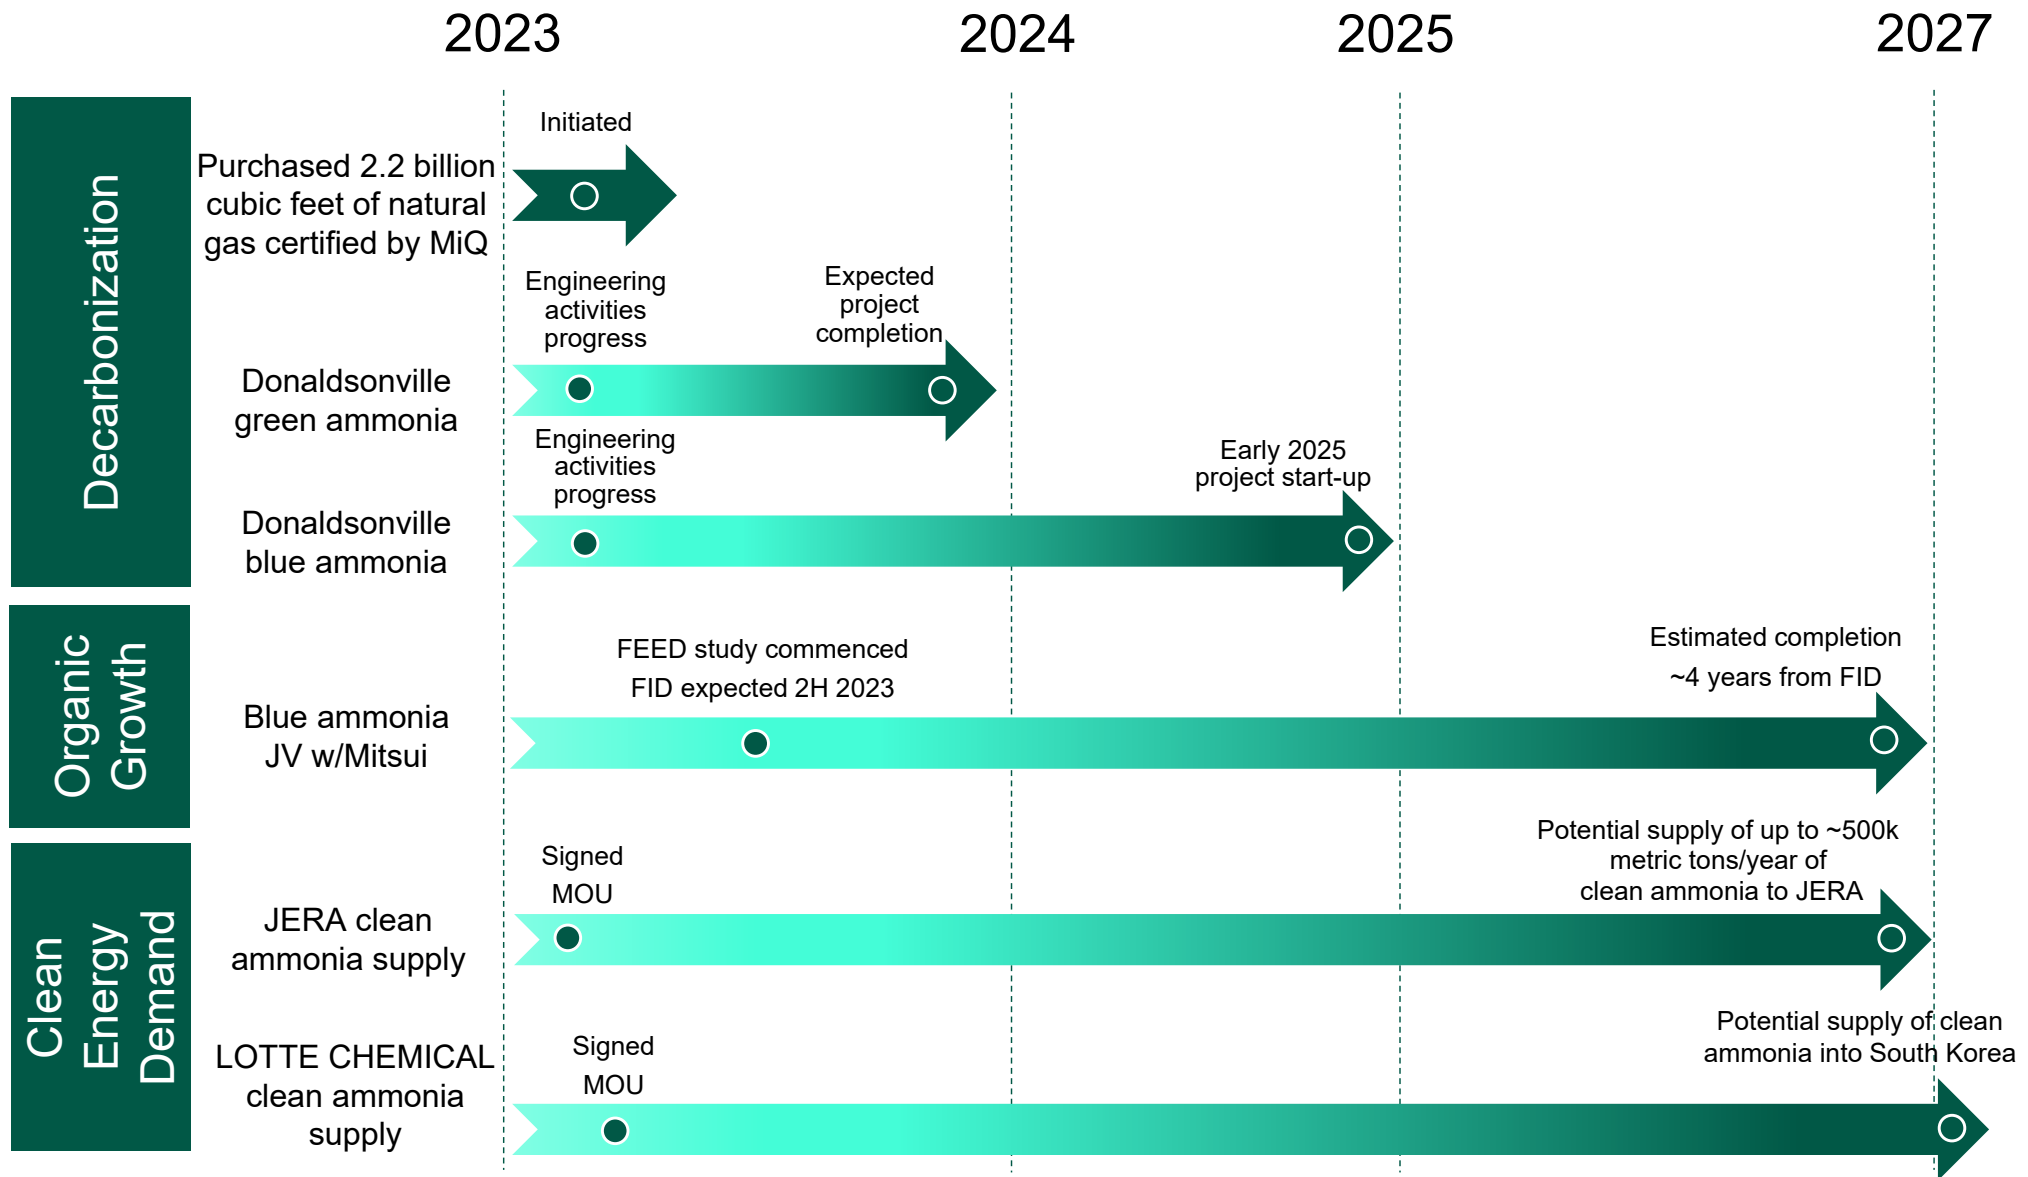 2023
2024
2025
2027
Decarbonization
Initiated
Purchased 2.2 billion
cubic feet of natural
gas certified by MiQ
Engineering
activities
progress
Expected
project
completion
Donaldsonville
green ammonia
Engineering
activities
progress
Early 2025
project start-up
Donaldsonville
blue ammonia
Organic
Growth
FEED study commenced
FID expected 2H 2023
Estimated completion
~4 years from FID
Blue ammonia
JV w/Mitsui
Clean
Energy
Demand
Signed
MOU
Potential supply of up to ~500k
metric tons/year of
clean ammonia to JERA
JERA clean
ammonia supply
Signed
MOU
Potential supply of clean
ammonia into South Korea
LOTTE CHEMICAL
clean ammonia
supply